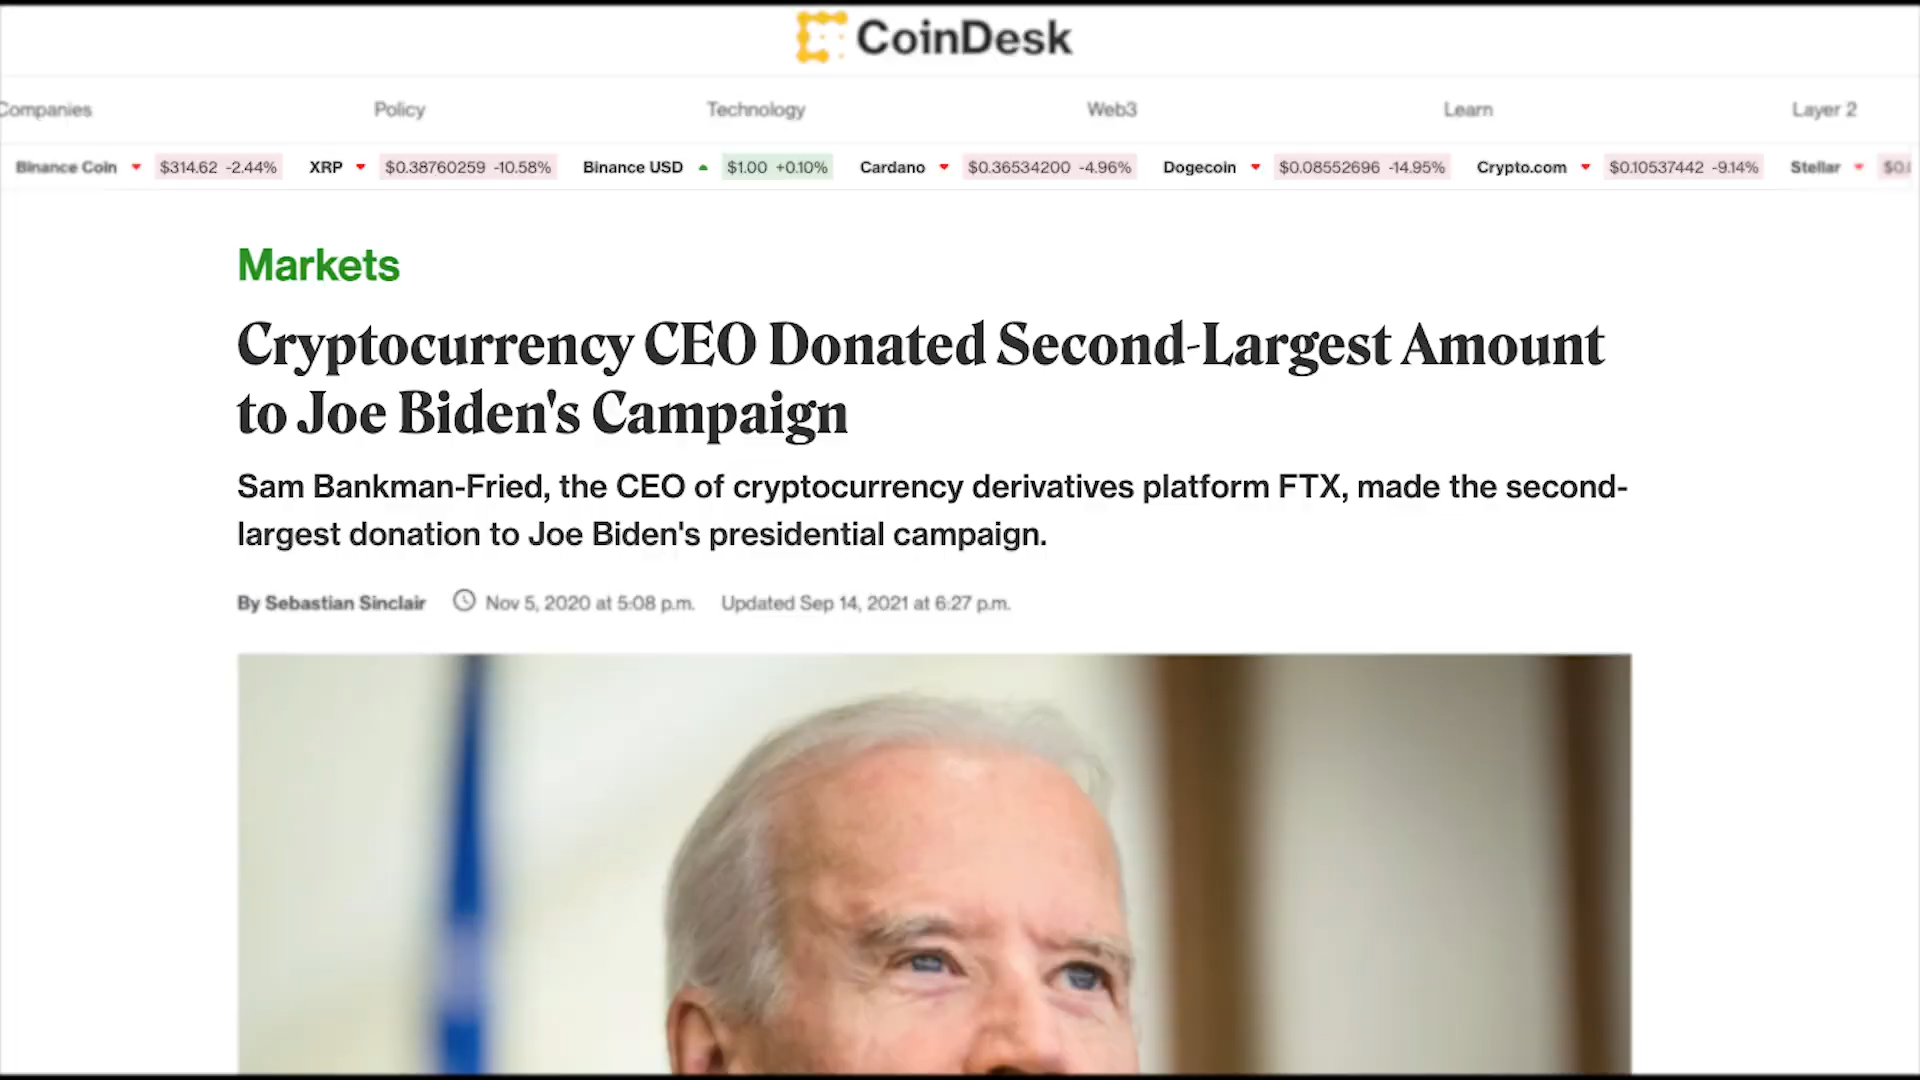 CoinDesk
Companies Policy Technology Web3 Learn Layer 2
Binance Coin $314.62 -2.44% XRP $0.38760259 -10.58% Binance USD $1.00 +0.10% Cardano $0.36534200 -4.96% Dogecoin $0.08552696 -14.95% Crypto.com $0.10537442 -9.14% Stellar
Markets
Cryptocurrency CEO Donated Second-Largest Amount
to Joe Biden's Campaign
Sam Bankman-Fried, the CEO of cryptocurrency derivatives platform FTX, made the second-
largest donation to Joe Biden's presidential campaign.
By Sebastian Sinclair Nov 5, 2020 at 5:08 p.m. Updated Sep 14, 2021 at 6:27 p.m.